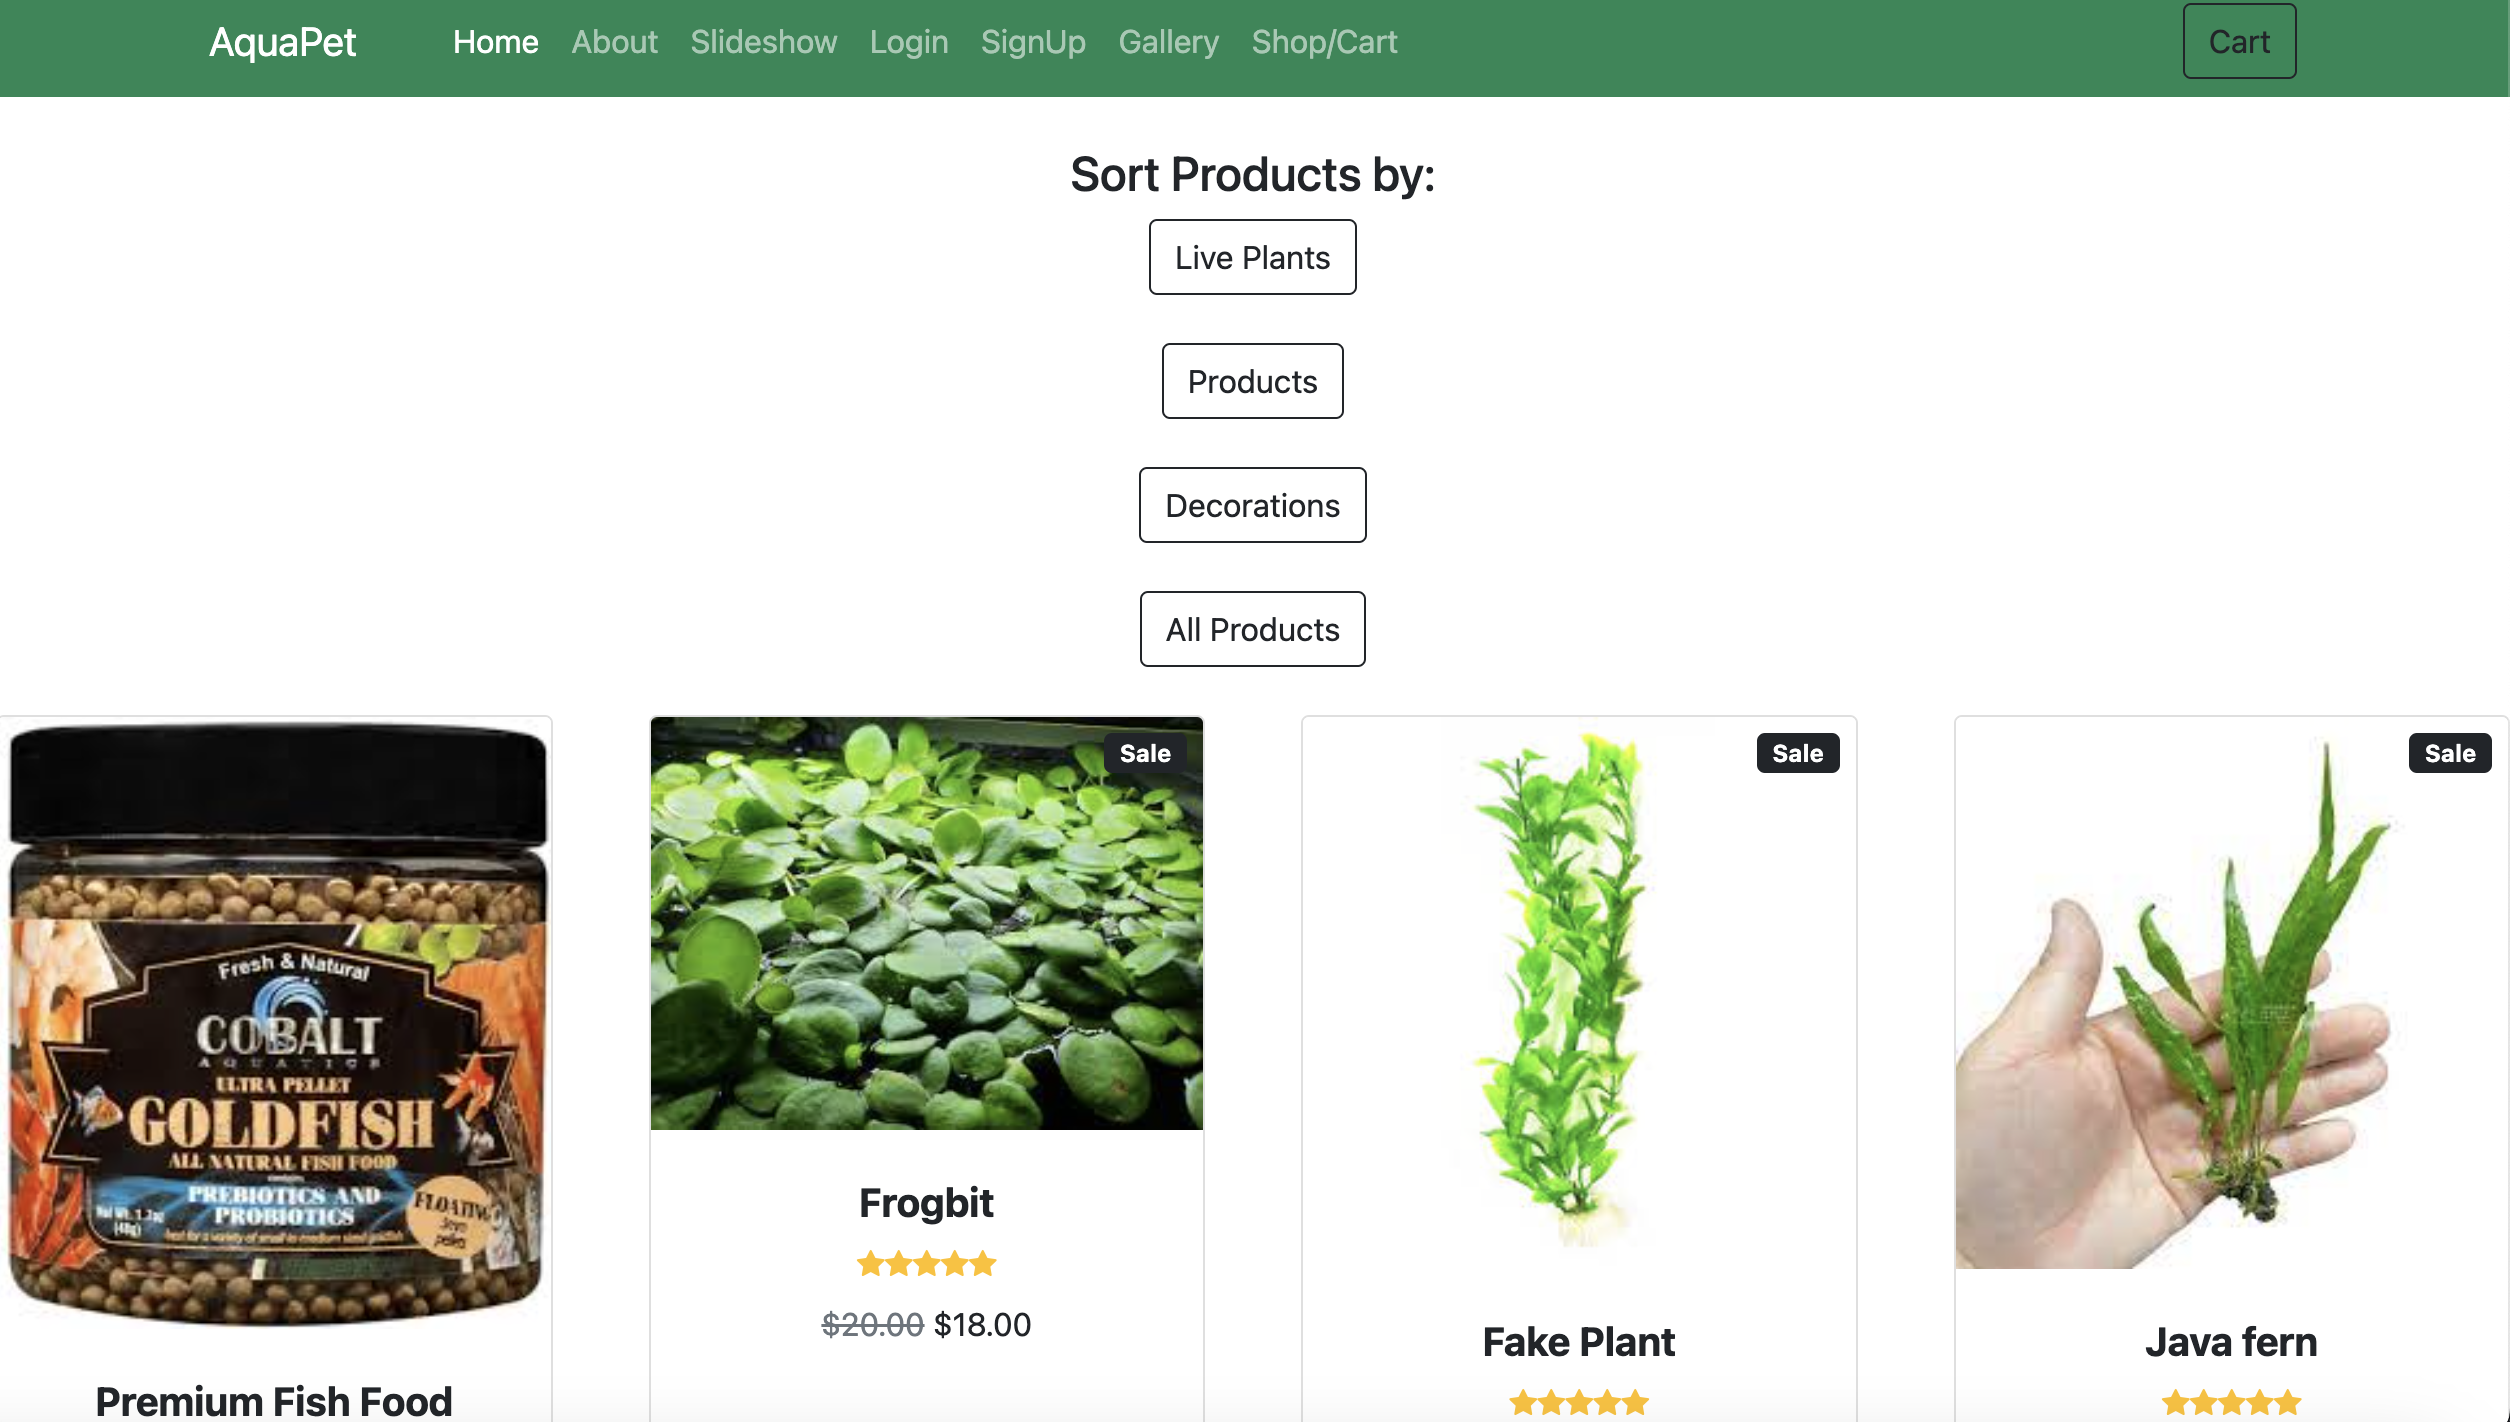 AquaPet Home About Slideshow Login SignUp Gallery Shop/Cart Cart
Sort Products by:
Live Plants
Products
Decorations
All Products
Sale
Sale
Sale
Fresh & Natural
COBALT
AQUATICS
ULTRA PELLET
GOLDFISH
ALL NATURAL FISH FOOD
PREBIOTICS AND
PROBIOTICS
FLOATING
Net Wt. 1.7oz
(48g)
Frogbit
$20.00 $18.00
Fake Plant
Java fern
Premium Fish Food